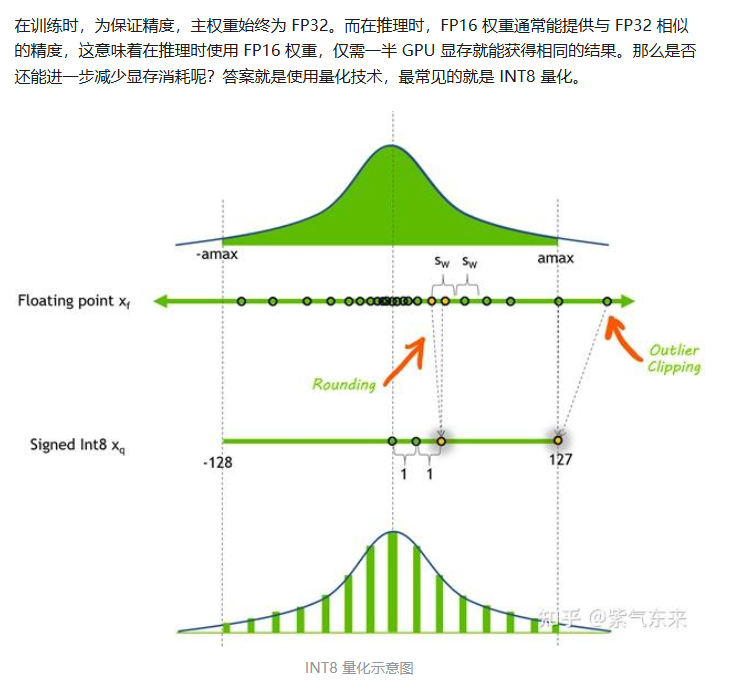 在训练时，为保证精度，主权重始终为 FP32。而在推理时，FP16 权重通常能提供与 FP32 相似
的精度，这意味着在推理时使用 FP16 权重，仅需一半 GPU 显存就能获得相同的结果。那么是否
还能进一步减少显存消耗呢？答案就是使用量化技术，最常见的就是 INT8 量化。
-amax
amax
sw sw
Floating point xf
Rounding
Outlier
Clipping
Signed Int8 xq
-128
127
1 1
知乎 @紫气东来
INT8 量化示意图